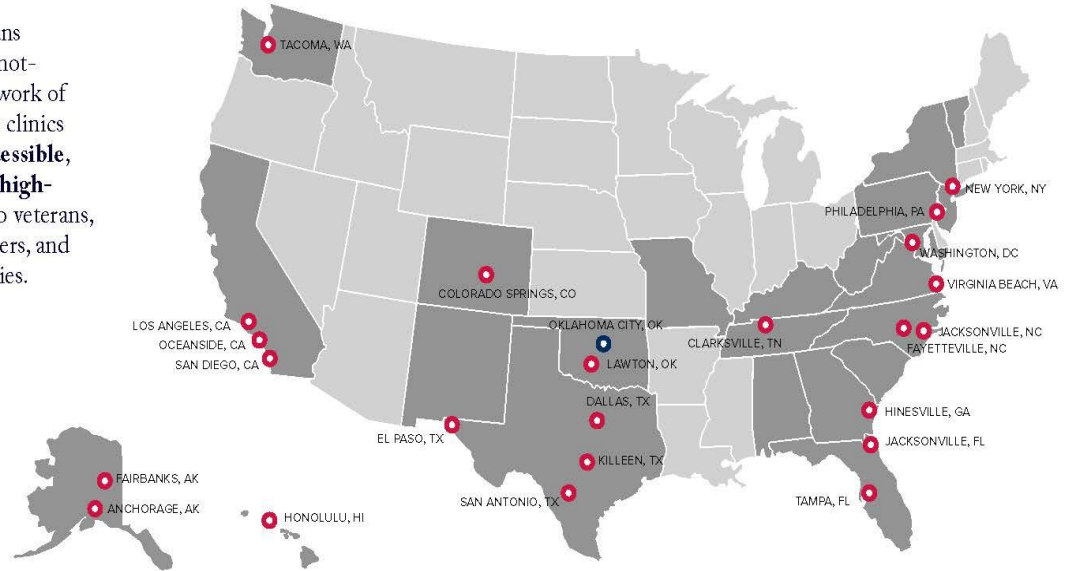 ns
not-
work of
clinics
essible,
high-
o veterans,
ers, and
ies.
TACOMA, WA
NEW YORK, NY
PHILADELPHIA, PA
WASHINGTON, DC
COLORADO SPRINGS, CO
VIRGINIA BEACH, VA
LOS ANGELES, CA
OKLAHOMA CITY, OK
JACKSONVILLE, NC
OCEANSIDE, CA
CLARKSVILLE, TN
FAYETTEVILLE, NC
SAN DIEGO, CA
LAWTON, OK
DALLAS, TX
HINESVILLE, GA
EL PASO, TX
JACKSONVILLE, FL
KILLEEN, TX
FAIRBANKS, AK
SAN ANTONIO, TX
TAMPA, FL
ANCHORAGE, AK
HONOLULU, HI